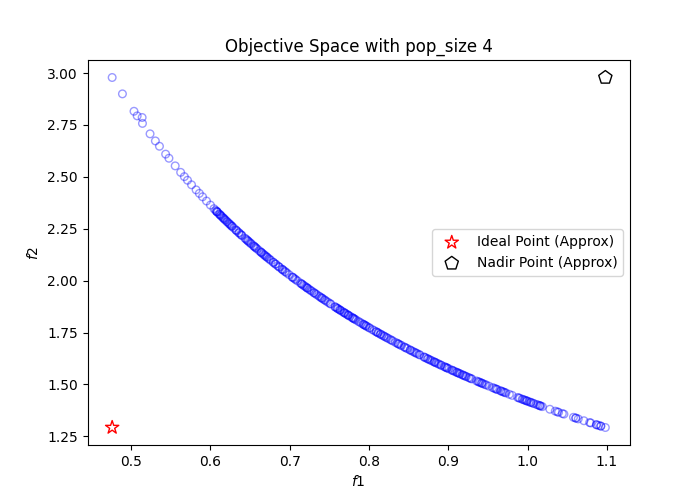 Objective Space with pop_size 4
3.00
2.75
2.50
2.25
2.00
1.75
1.50
1.25
f2
Ideal Point (Approx)
Nadir Point (Approx)
0.5 0.6 0.7 0.8 0.9 1.0 1.1
f1